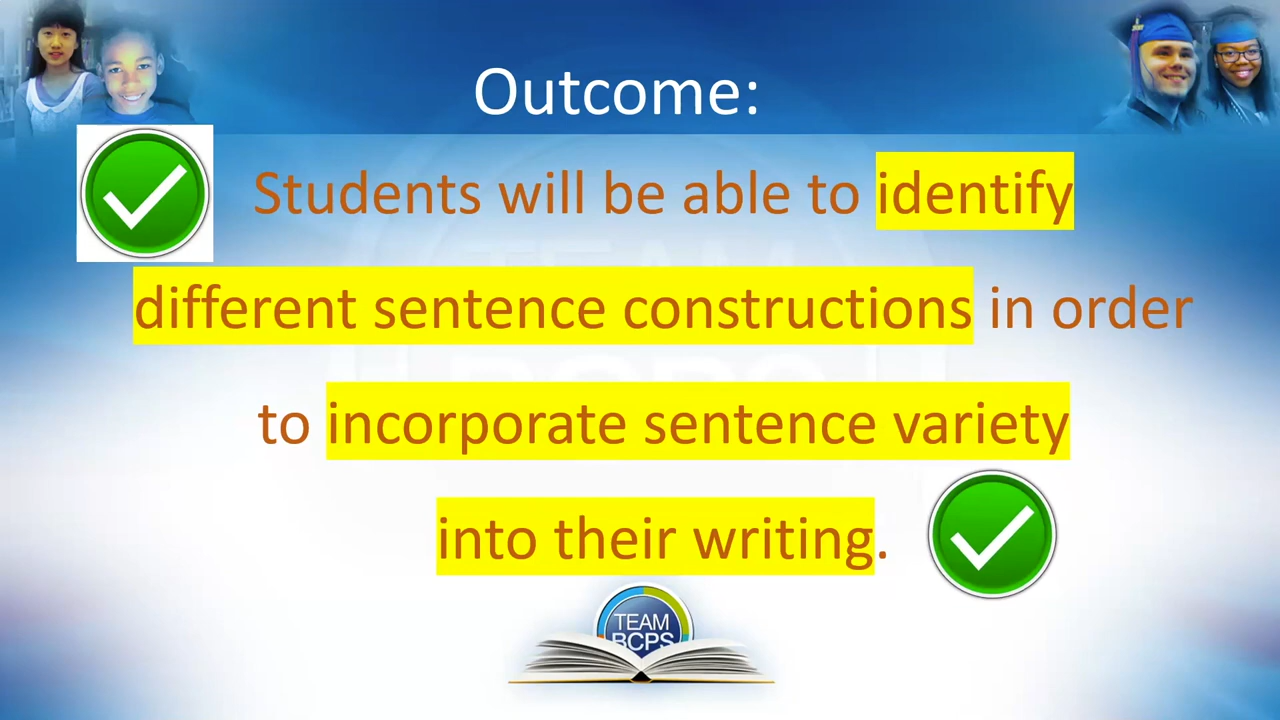 Outcome:
Students will be able to identify
different sentence constructions in order
to incorporate sentence variety
into their writing.
TEAM
BCPS